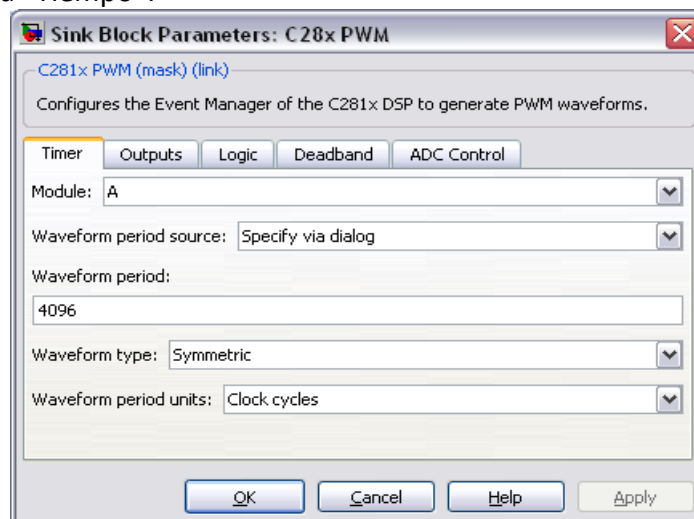 Sink Block Parameters: C28x PWM
C281x PWM (mask) (link)
Configures the Event Manager of the C281x DSP to generate PWM waveforms.
Timer Outputs Logic Deadband ADC Control
Module: A
Waveform period source: Specify via dialog
Waveform period:
4096
Waveform type: Symmetric
Waveform period units: Clock cycles
OK Cancel Help Apply